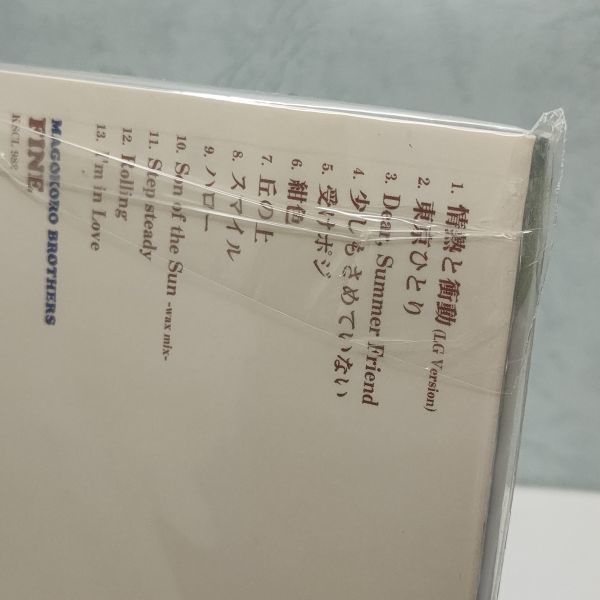 1. 情熱と衝動 (LG Version)
2. 東京ひとり
3. Dear, Summer Friend
4. 少しもさめていない
5. 受けポジ
6. 紺色
7. 丘の上
8. スマイル
9. ハロー
10. Son of the Sun -wax mix-
11. Step steady
12. Rolling
13. I'm in Love
MAGOKORO BROTHERS
FINE
KSCL 982